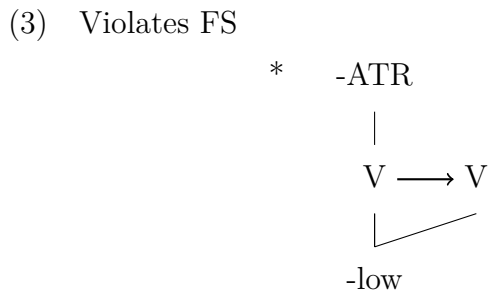 (3) Violates FS
* -ATR
V V
-low